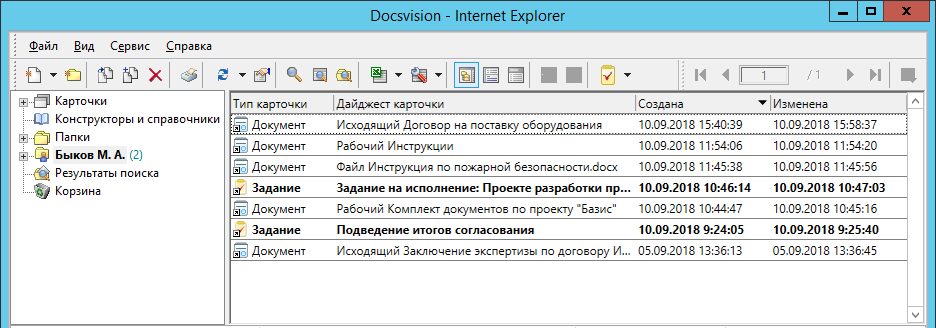 Docsvision - Internet Explorer
Файл Вид Сервис Справка
1 / 1
Карточки
Конструкторы и справочники
Папки
Быков М. А. (2)
Результаты поиска
Корзина
Тип карточки Дайджест карточки Создана Изменена
Документ Исходящий Договор на поставку оборудования 10.09.2018 15:40:39 10.09.2018 15:58:37
Документ Рабочий Инструкции 10.09.2018 11:54:06 10.09.2018 11:54:20
Документ Файл Инструкция по пожарной безопасности.docx 10.09.2018 11:45:38 10.09.2018 11:45:56
Задание Задание на исполнение: Проекте разработки пр... 10.09.2018 10:46:14 10.09.2018 10:47:03
Документ Рабочий Комплект документов по проекту "Базис" 10.09.2018 10:44:47 10.09.2018 10:45:16
Задание Подведение итогов согласования 10.09.2018 9:24:05 10.09.2018 9:25:40
Документ Исходящий Заключение экспертизы по договору И... 05.09.2018 13:36:13 05.09.2018 13:36:45